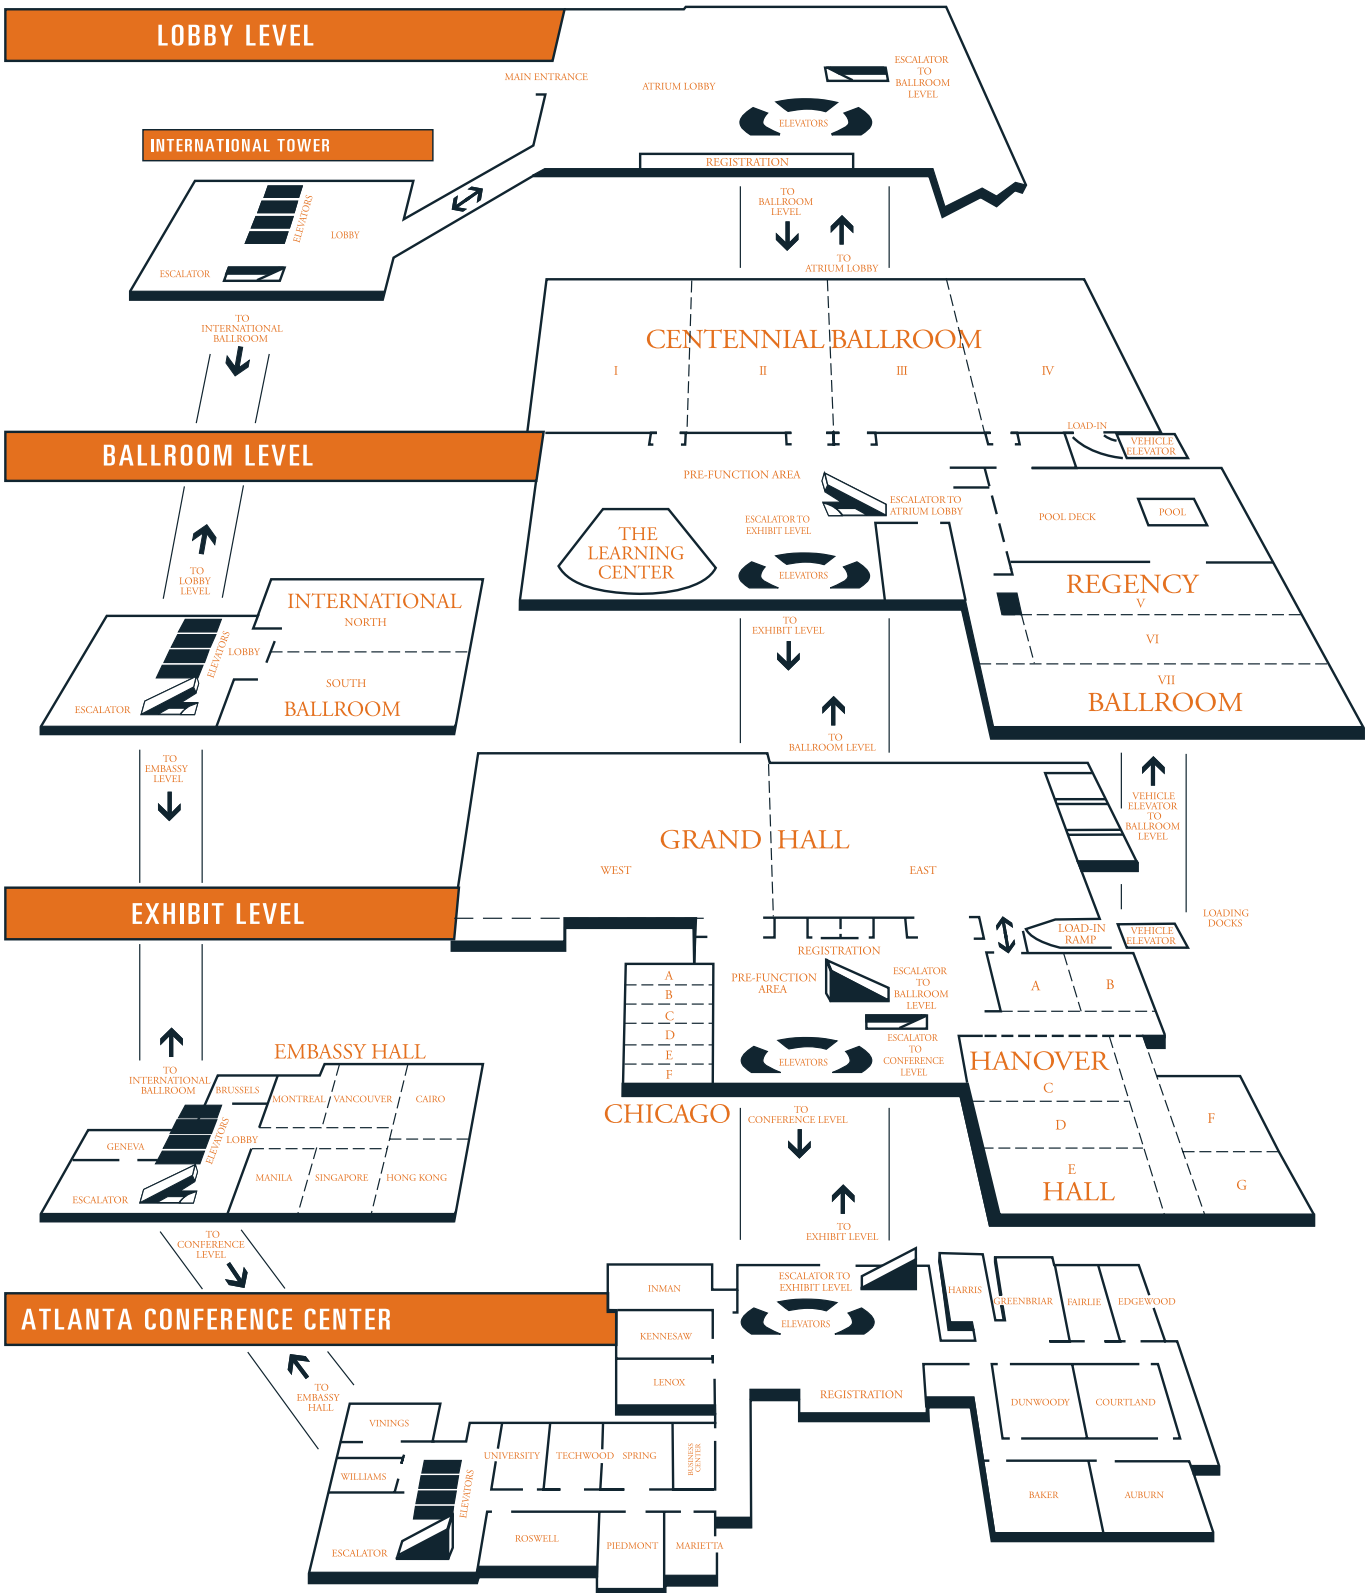 LOBBY LEVEL
MAIN ENTRANCE
ATRIUM LOBBY
ESCALATOR
TO
BALLROOM
LEVEL
ELEVATORS
REGISTRATION
INTERNATIONAL TOWER
ELEVATORS
LOBBY
ESCALATOR
TO
BALLROOM
LEVEL
TO
ATRIUM LOBBY
TO
INTERNATIONAL
BALLROOM
CENTENNIAL BALLROOM
I
II
III
IV
BALLROOM LEVEL
LOAD-IN
VEHICLE
ELEVATOR
PRE-FUNCTION AREA
ESCALATOR TO
ATRIUM LOBBY
ESCALATOR TO
EXHIBIT LEVEL
POOL DECK
POOL
THE
LEARNING
CENTER
ELEVATORS
REGENCY
V
VI
VII
BALLROOM
TO
LOBBY
LEVEL
INTERNATIONAL
NORTH
LOBBY
ELEVATORS
SOUTH
BALLROOM
ESCALATOR
TO
EXHIBIT LEVEL
TO
BALLROOM LEVEL
TO
EMBASSY
LEVEL
VEHICLE
ELEVATOR
TO
BALLROOM
LEVEL
GRAND HALL
WEST
EAST
EXHIBIT LEVEL
LOADING
DOCKS
LOAD-IN
RAMP
VEHICLE
ELEVATOR
REGISTRATION
PRE-FUNCTION
AREA
ESCALATOR
TO
BALLROOM
LEVEL
ESCALATOR
TO
CONFERENCE
LEVEL
ELEVATORS
A
B
C
D
E
F
CHICAGO
A
B
HANOVER
C
D
E
HALL
F
G
TO
INTERNATIONAL
BALLROOM
EMBASSY HALL
BRUSSELS
MONTREAL
VANCOUVER
CAIRO
GENEVA
ELEVATORS
LOBBY
MANILA
SINGAPORE
HONG KONG
ESCALATOR
TO
CONFERENCE LEVEL
TO
EXHIBIT LEVEL
TO
CONFERENCE
LEVEL
ATLANTA CONFERENCE CENTER
INMAN
KENNESAW
LENOX
ESCALATOR TO
EXHIBIT LEVEL
ELEVATORS
REGISTRATION
HARRIS
GREENBRIAR
FAIRLIE
EDGEWOOD
DUNWOODY
COURTLAND
BAKER
AUBURN
TO
EMBASSY
HALL
VININGS
WILLIAMS
ELEVATORS
ESCALATOR
UNIVERSITY
TECHWOOD
SPRING
BUSINESS
CENTER
ROSWELL
PIEDMONT
MARIETTA